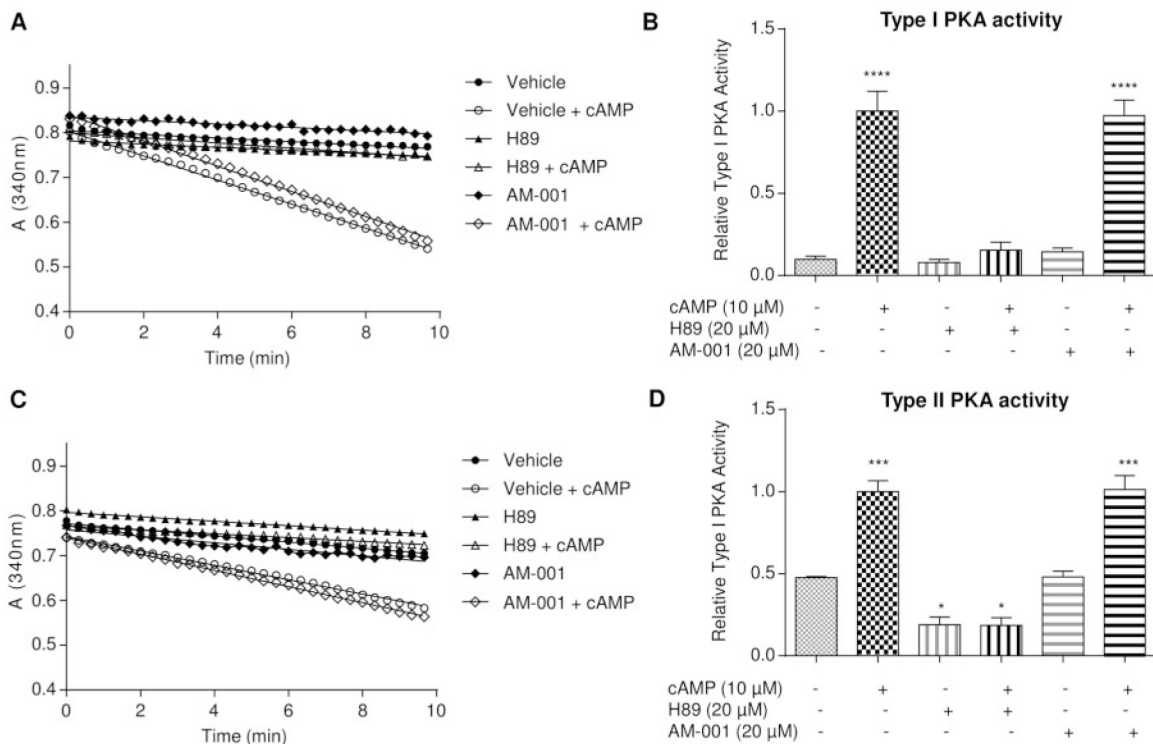 A
0.9
0.8
0.7
0.6
0.5
0.4
A (340nm)
0 2 4 6 8 10
Time (min)
Vehicle
Vehicle + cAMP
H89
H89 + cAMP
AM-001
AM-001 + cAMP
B
Type I PKA activity
Relative Type I PKA Activity
1.5
1.0
0.5
0.0
**** ****
cAMP (10 μM) - + - + - +
H89 (20 μM) - - + + - -
AM-001 (20 μM) - - - - + +
C
0.9
0.8
0.7
0.6
0.5
0.4
A (340nm)
0 2 4 6 8 10
Time (min)
Vehicle
Vehicle + cAMP
H89
H89 + cAMP
AM-001
AM-001 + cAMP
D
Type II PKA activity
Relative Type I PKA Activity
1.5
1.0
0.5
0.0
*** * * ***
cAMP (10 μM) - + - + - +
H89 (20 μM) - - + + - -
AM-001 (20 μM) - - - - + +